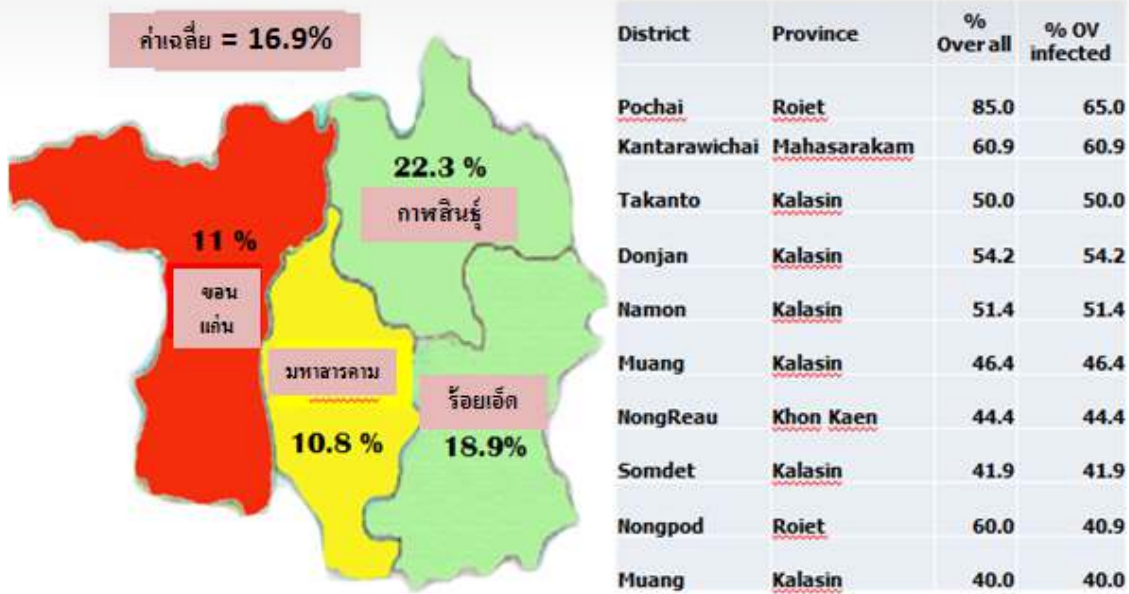 ค่าเฉลี่ย = 16.9%
22.3 %
กาฬสินธุ์
11 %
ขอน
แก่น
มหาสารคาม
10.8 %
ร้อยเอ็ด
18.9%
District Province % Over all % OV infected
Pochai Roiet 85.0 65.0
Kantarawichai Mahasarakam 60.9 60.9
Takanto Kalasin 50.0 50.0
Donjan Kalasin 54.2 54.2
Namon Kalasin 51.4 51.4
Muang Kalasin 46.4 46.4
NongReau Khon Kaen 44.4 44.4
Somdet Kalasin 41.9 41.9
Nongpod Roiet 60.0 40.9
Muang Kalasin 40.0 40.0